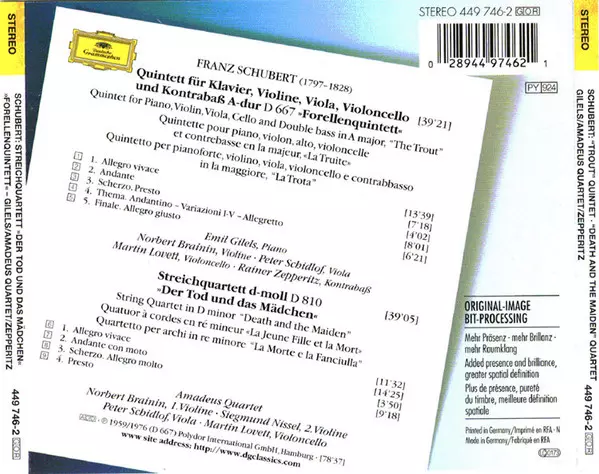 STEREO
SCHUBERT: STREICHQUARTETT »DER TOD UND DAS MÄDCHEN«
»FORELLENQUINTETT« – GILELS/AMADEUS QUARTET/ZEPPERITZ
449 746-2
Deutsche
Grammophon
STEREO 449 746-2 GOR
0 28944 97462 1
PY 924
FRANZ SCHUBERT (1797-1828)
Quintett für Klavier, Violine, Viola, Violoncello
und Kontrabaß A-dur D 667 »Forellenquintett« [39'21]
Quintet for Piano, Violin, Viola, Cello and Double bass in A major, "The Trout"
Quintette pour piano, violon, alto, violoncelle
et contrebasse en la majeur, «La Truite»
Quintetto per pianoforte, violino, viola, violoncello e contrabbasso
in la maggiore, "La Trota"
1 1. Allegro vivace [13'39]
2 2. Andante [7'18]
3 3. Scherzo. Presto [4'02]
4 4. Thema. Andantino – Variazioni I-V – Allegretto [8'01]
5 5. Finale. Allegro giusto [6'21]
Emil Gilels, Piano
Norbert Brainin, Violine · Peter Schidlof, Viola
Martin Lovett, Violoncello · Rainer Zepperitz, Kontrabaß
Streichquartett d-moll D 810
»Der Tod und das Mädchen« [39'05]
String Quartet in D minor "Death and the Maiden"
Quatuor à cordes en ré mineur «La Jeune Fille et la Mort»
Quartetto per archi in re minore "La Morte e la Fanciulla"
6 1. Allegro vivace [11'32]
7 2. Andante con moto [14'25]
8 3. Scherzo. Allegro molto [3'50]
9 4. Presto [9'18]
Amadeus Quartet
Norbert Brainin, 1. Violine · Siegmund Nissel, 2. Violine
Peter Schidlof, Viola · Martin Lovett, Violoncello
℗ 1959/1976 (D 667) Polydor International GmbH, Hamburg · [78'37]
www site address: http://www.dgclassics.com
ORIGINAL-IMAGE
BIT-PROCESSING
Mehr Präsenz - mehr Brillanz -
mehr Raumklang
Added presence and brilliance,
greater spatial definition
Plus de présence, pureté
du timbre, meilleure définition
spatiale
Printed in Germany/Imprimé en RFA - N
Made in Germany/Fabriqué en RFA
STEREO
SCHUBERT: "TROUT" QUINTET · "DEATH AND THE MAIDEN" QUARTET
GILELS/AMADEUS QUARTET/ZEPPERITZ
449 746-2